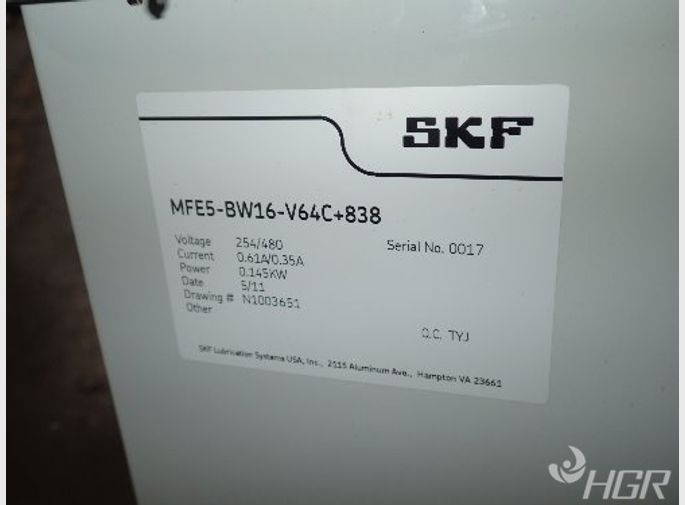 SKF
MFE5-BW16-V64C+838
Voltage 254/480 Serial No. 0017
Current 0.61A/0.35A
Power 0.145KW
Date 5/11
Drawing # N1003651
Other
Q.C. TYJ
SKF Lubrication Systems USA, Inc., 2115 Aluminum Ave., Hampton VA 23661
HGR